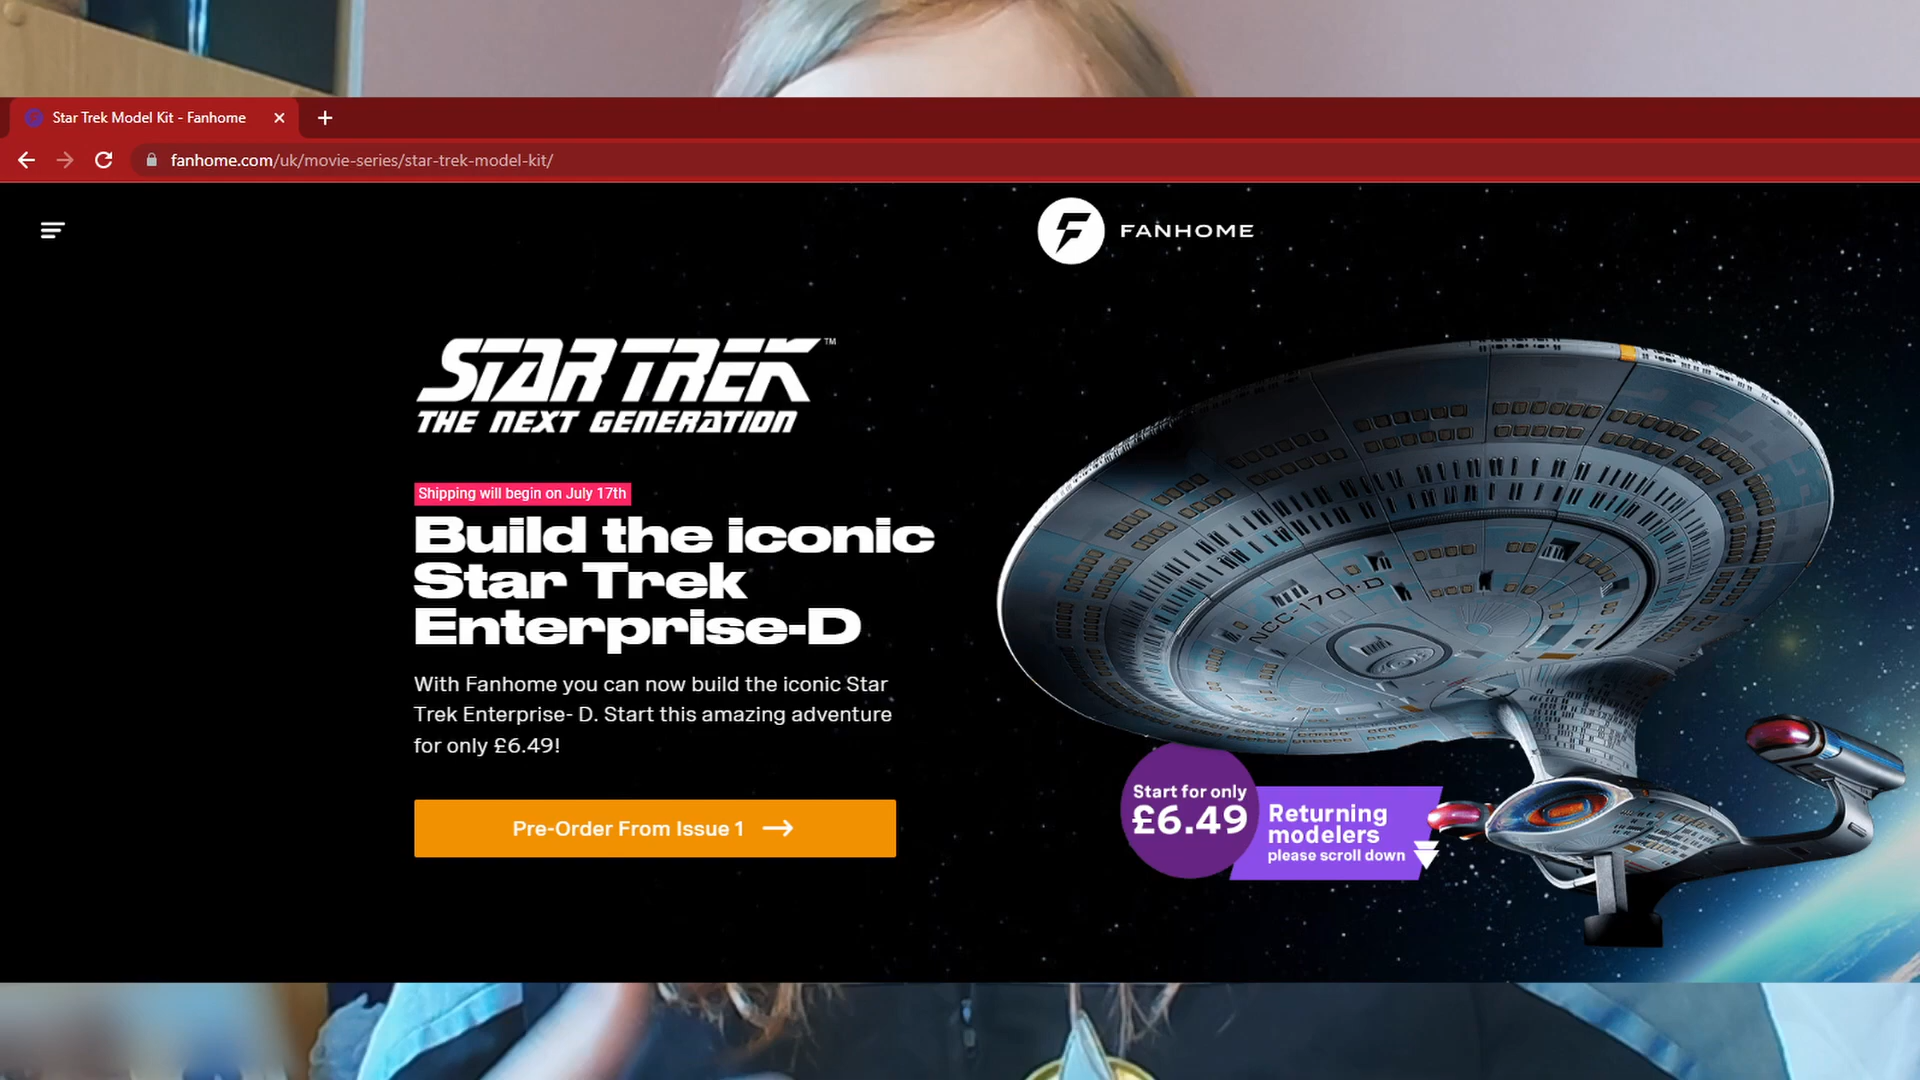 Star Trek Model Kit - Fanhome
fanhome.com/uk/movie-series/star-trek-model-kit/
FANHOME
STAR TREK™
THE NEXT GENERATION
Shipping will begin on July 17th
Build the iconic
Star Trek
Enterprise-D
With Fanhome you can now build the iconic Star
Trek Enterprise- D. Start this amazing adventure
for only £6.49!
Pre-Order From Issue 1
NCC-1701-D
Start for only
£6.49
Returning
modelers
please scroll down